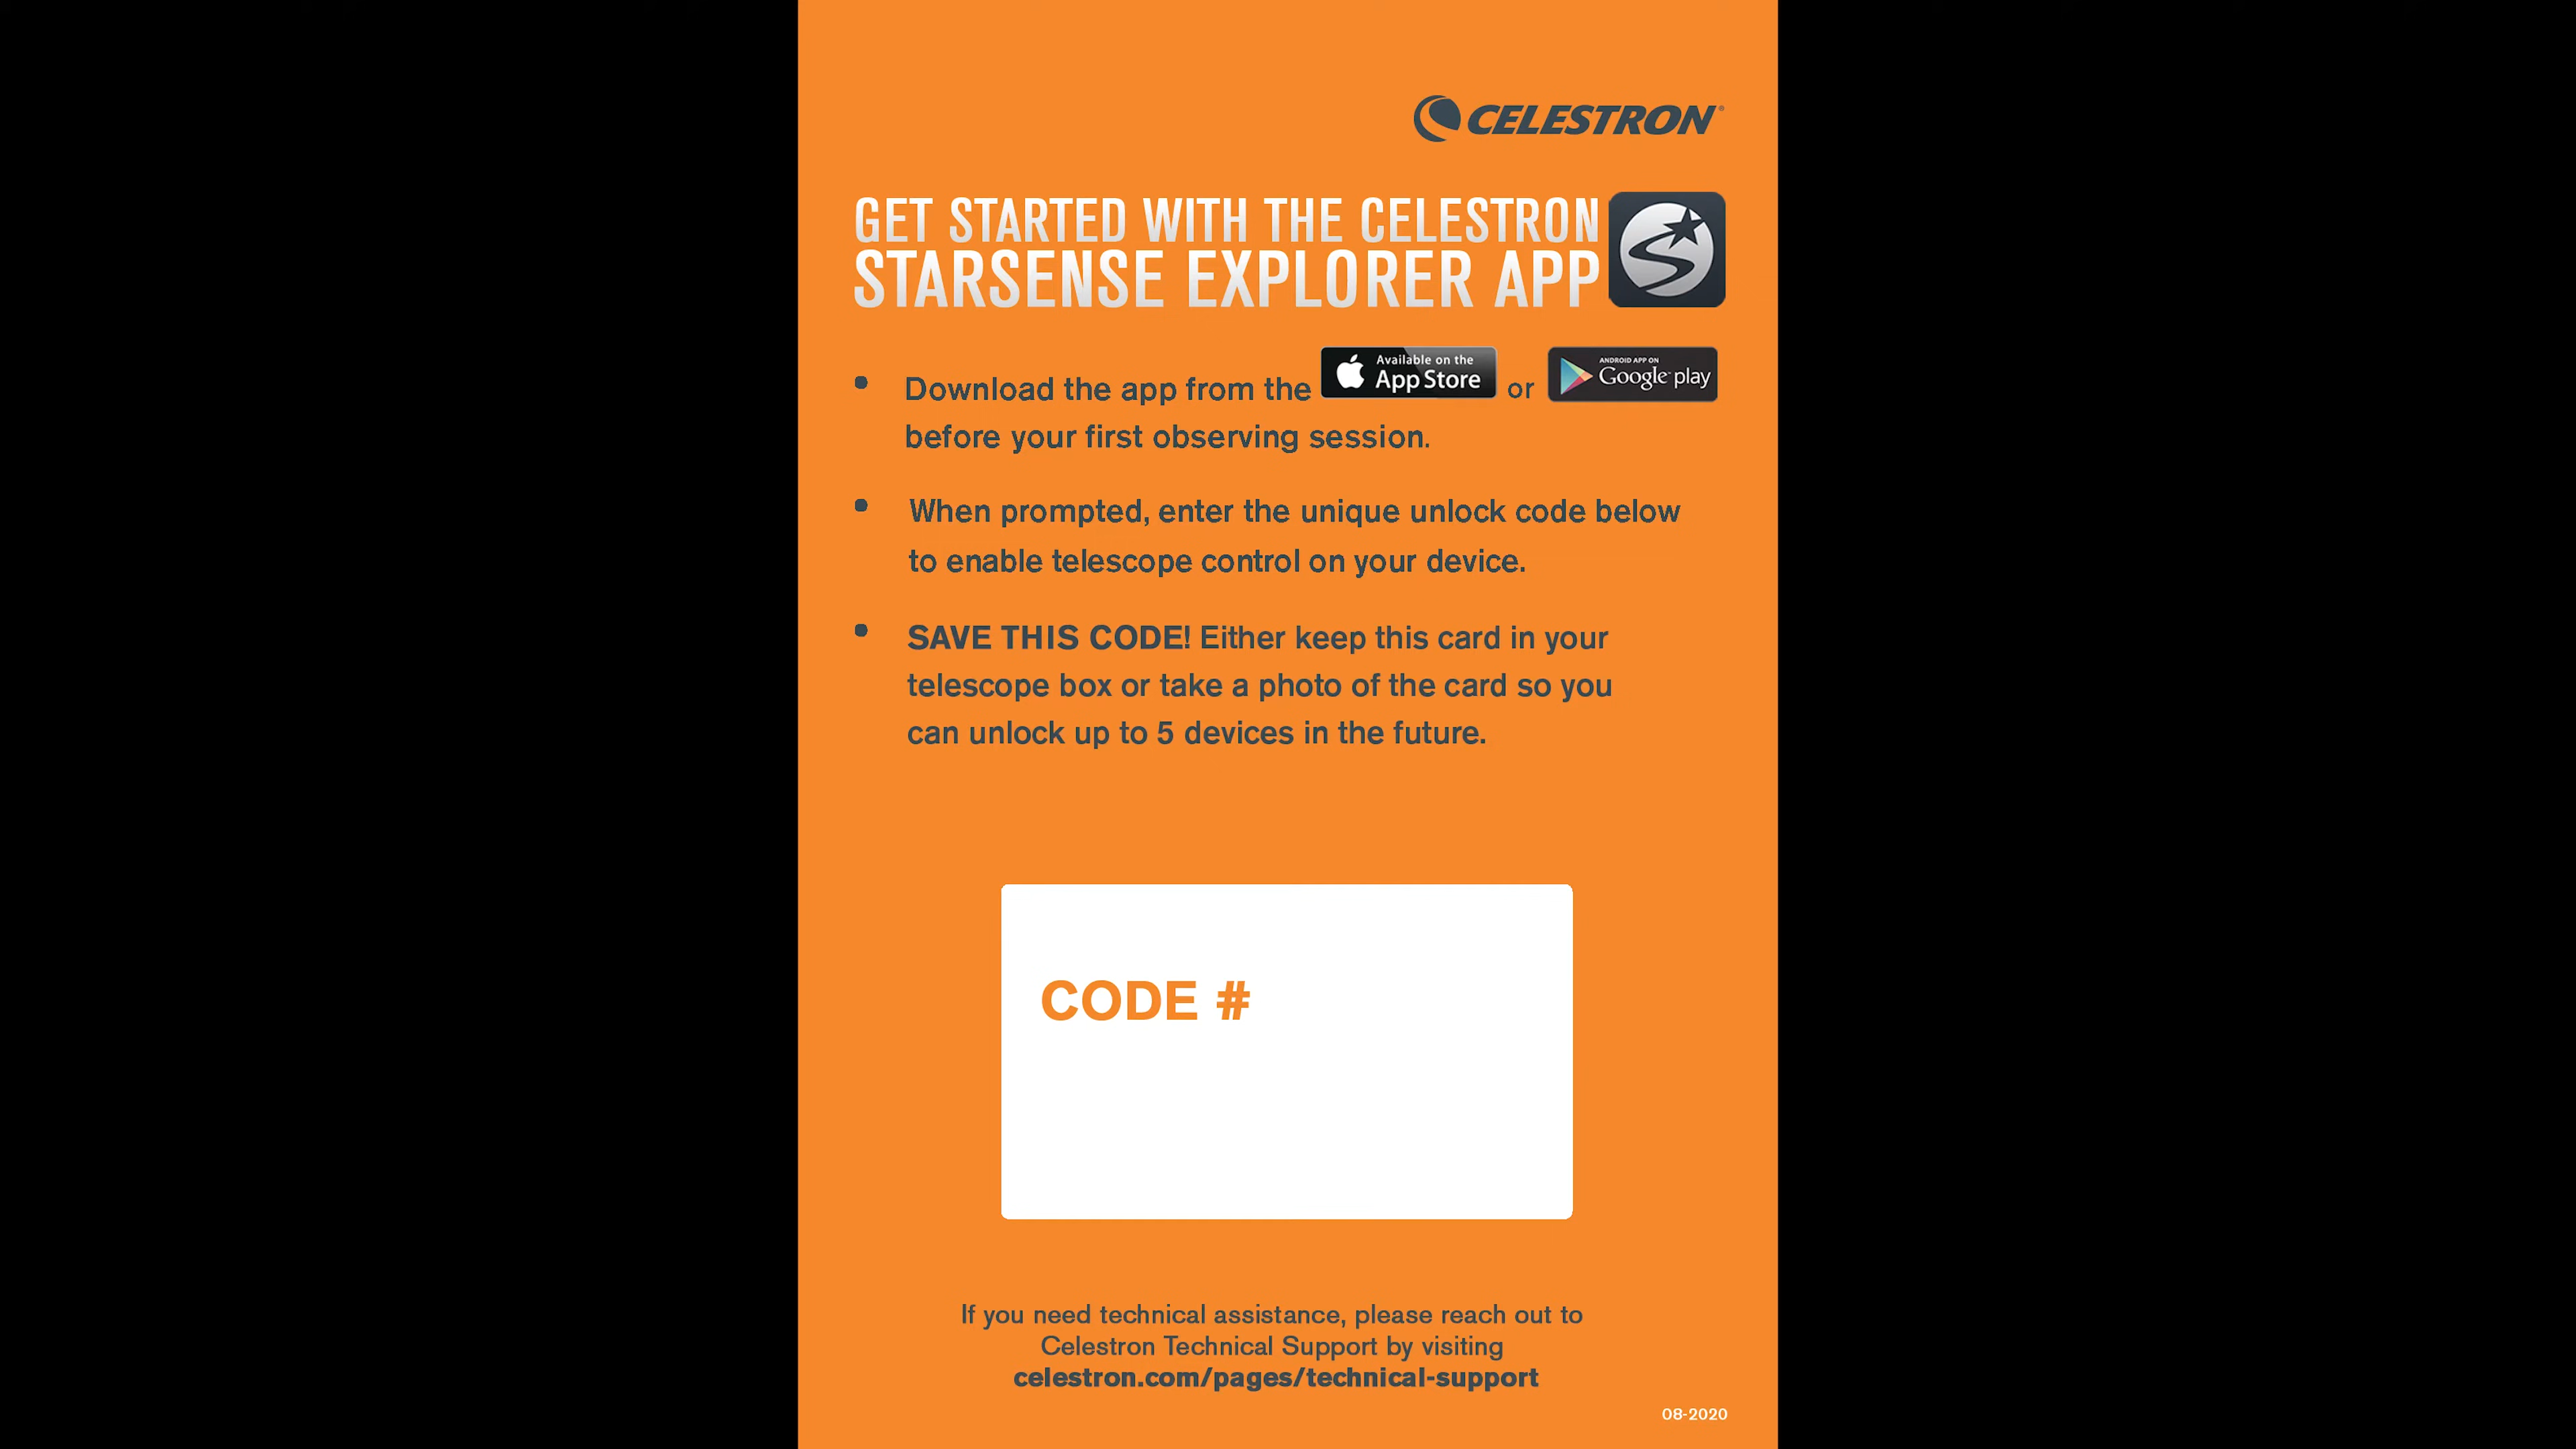 CELESTRON®
GET STARTED WITH THE CELESTRON
STARSENSE EXPLORER APP
• Download the app from the Available on the App Store or ANDROID APP ON Google play
before your first observing session.
• When prompted, enter the unique unlock code below
to enable telescope control on your device.
• SAVE THIS CODE! Either keep this card in your
telescope box or take a photo of the card so you
can unlock up to 5 devices in the future.
CODE #
If you need technical assistance, please reach out to
Celestron Technical Support by visiting
celestron.com/pages/technical-support
08-2020